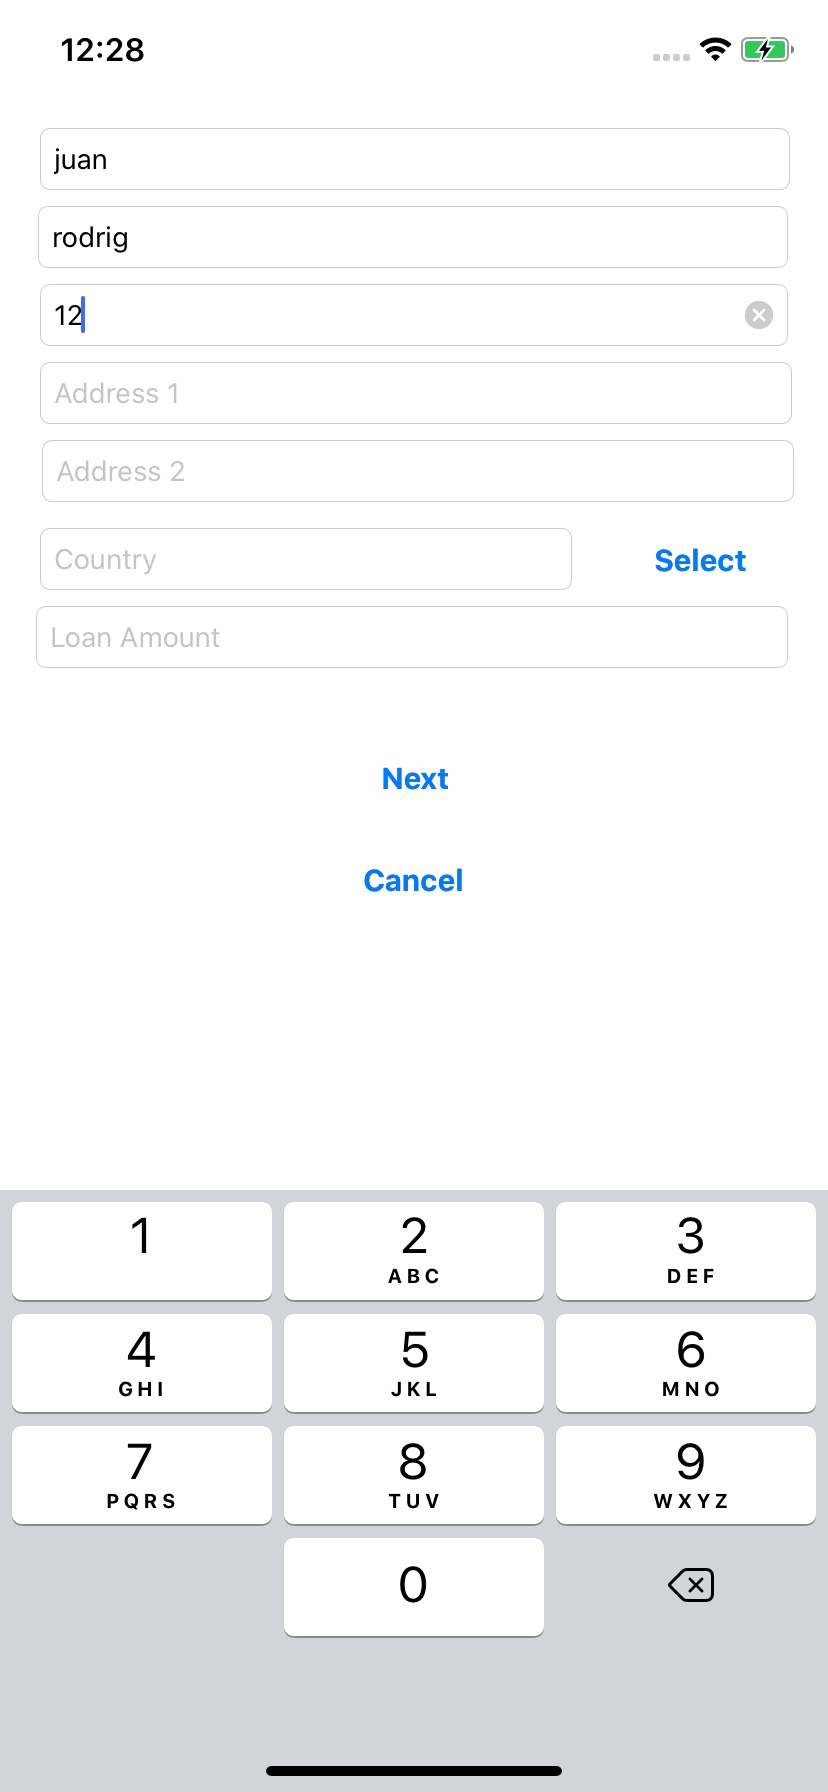 12:28
juan
rodrig
12
Address 1
Address 2
Country Select
Loan Amount
Next
Cancel
1 2 3
ABC DEF
4 5 6
GHI JKL MNO
7 8 9
PQRS TUV WXYZ
0